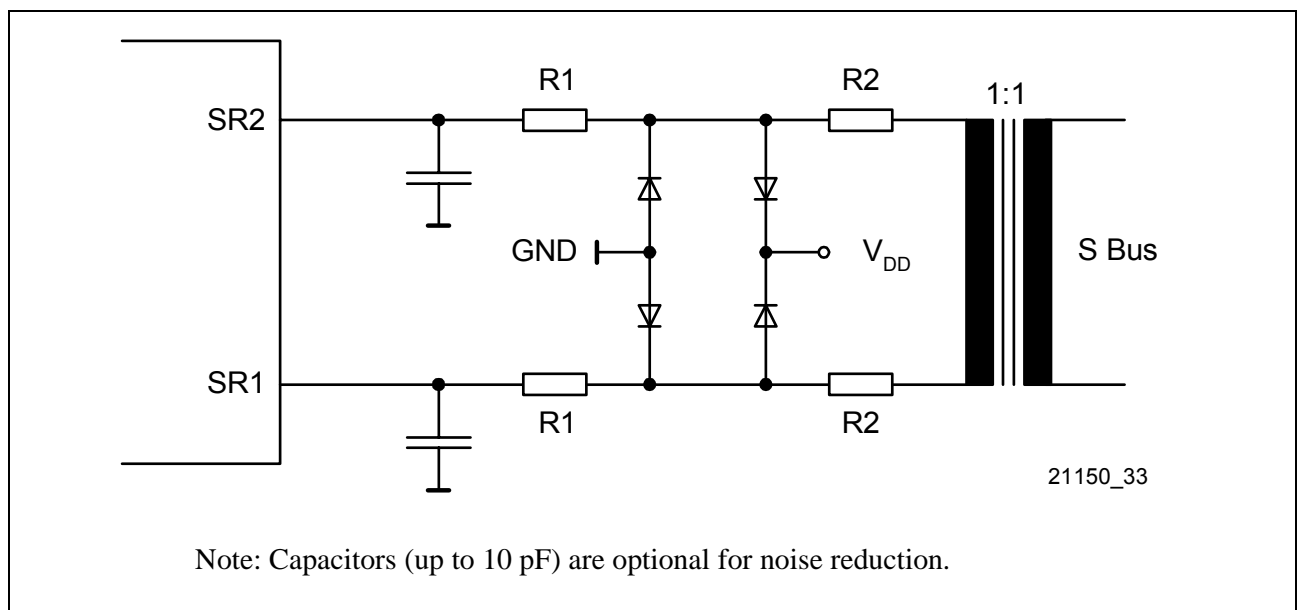 R1 R2 1:1
SR2
GND V_DD S Bus
SR1
R1 R2
21150_33
Note: Capacitors (up to 10 pF) are optional for noise reduction.